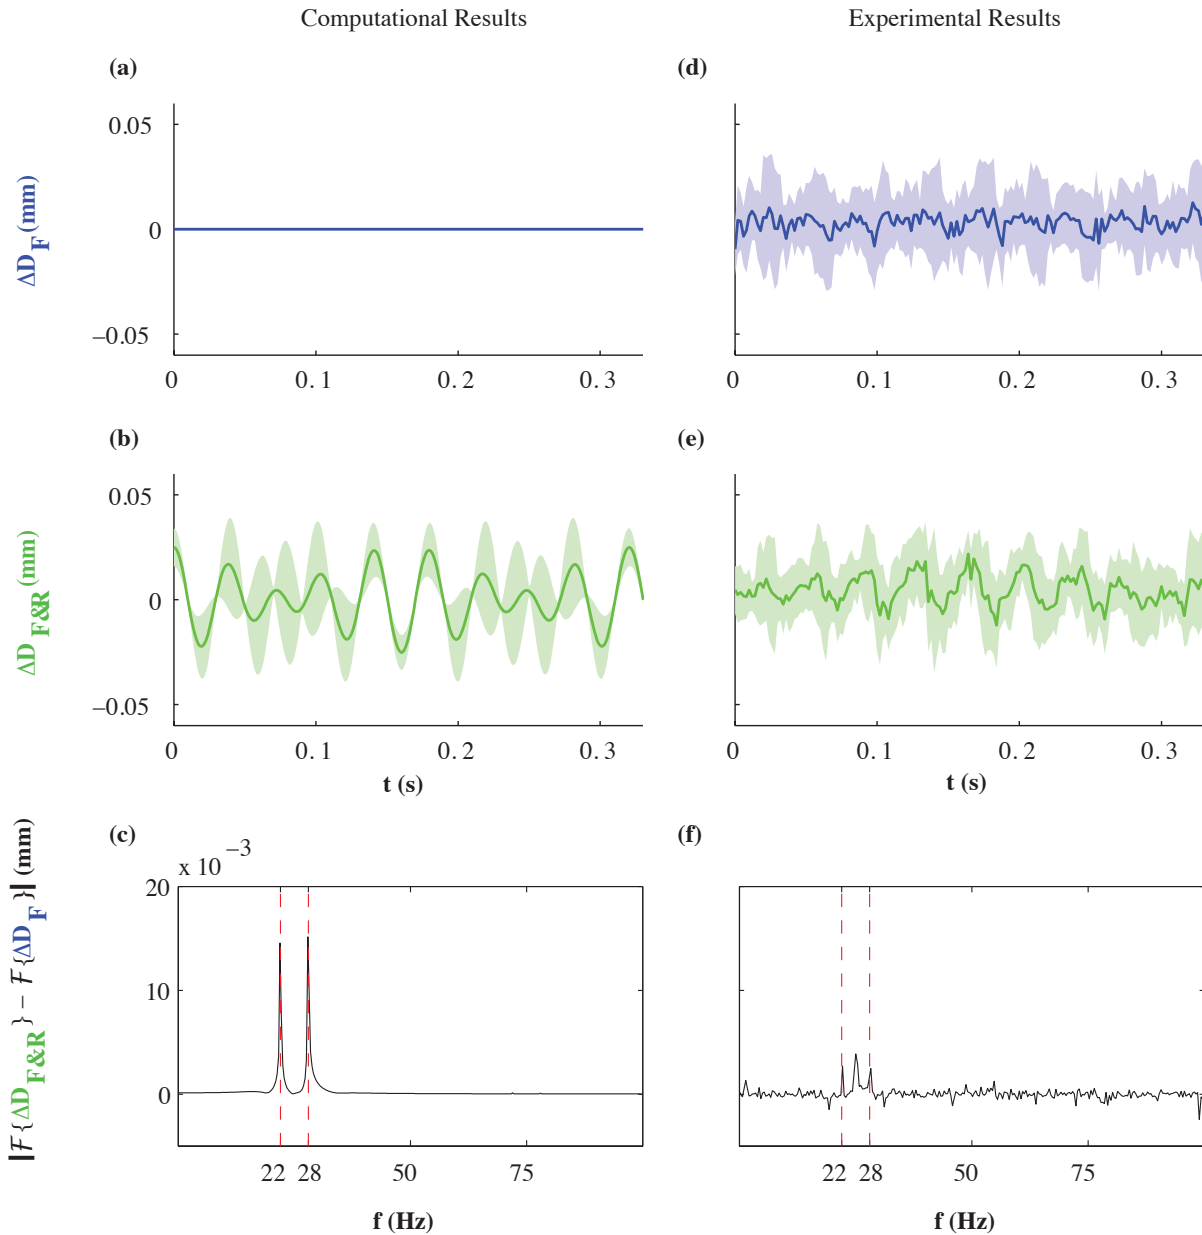 Computational Results
Experimental Results
(a)
(d)
ΔD_F (mm)
0.05
0
−0.05
0 0.1 0.2 0.3
0 0.1 0.2 0.3
(b)
(e)
ΔD_F&R (mm)
0.05
0
−0.05
0 0.1 0.2 0.3
0 0.1 0.2 0.3
t (s)
t (s)
(c)
(f)
|F{ΔD_F&R} − F{ΔD_F}| (mm)
x 10^−3
20
10
0
22 28 50 75
22 28 50 75
f (Hz)
f (Hz)